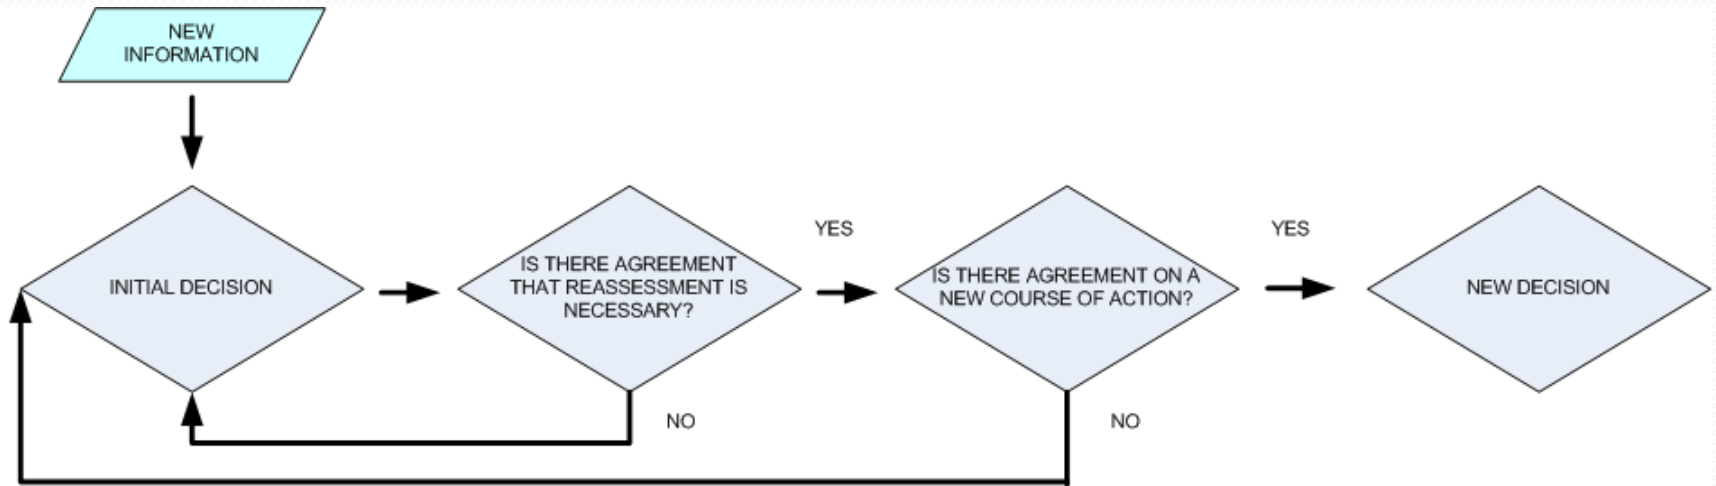 NEW
INFORMATION
INITIAL DECISION
IS THERE AGREEMENT
THAT REASSESSMENT IS
NECESSARY?
YES
IS THERE AGREEMENT ON A
NEW COURSE OF ACTION?
YES
NEW DECISION
NO
NO